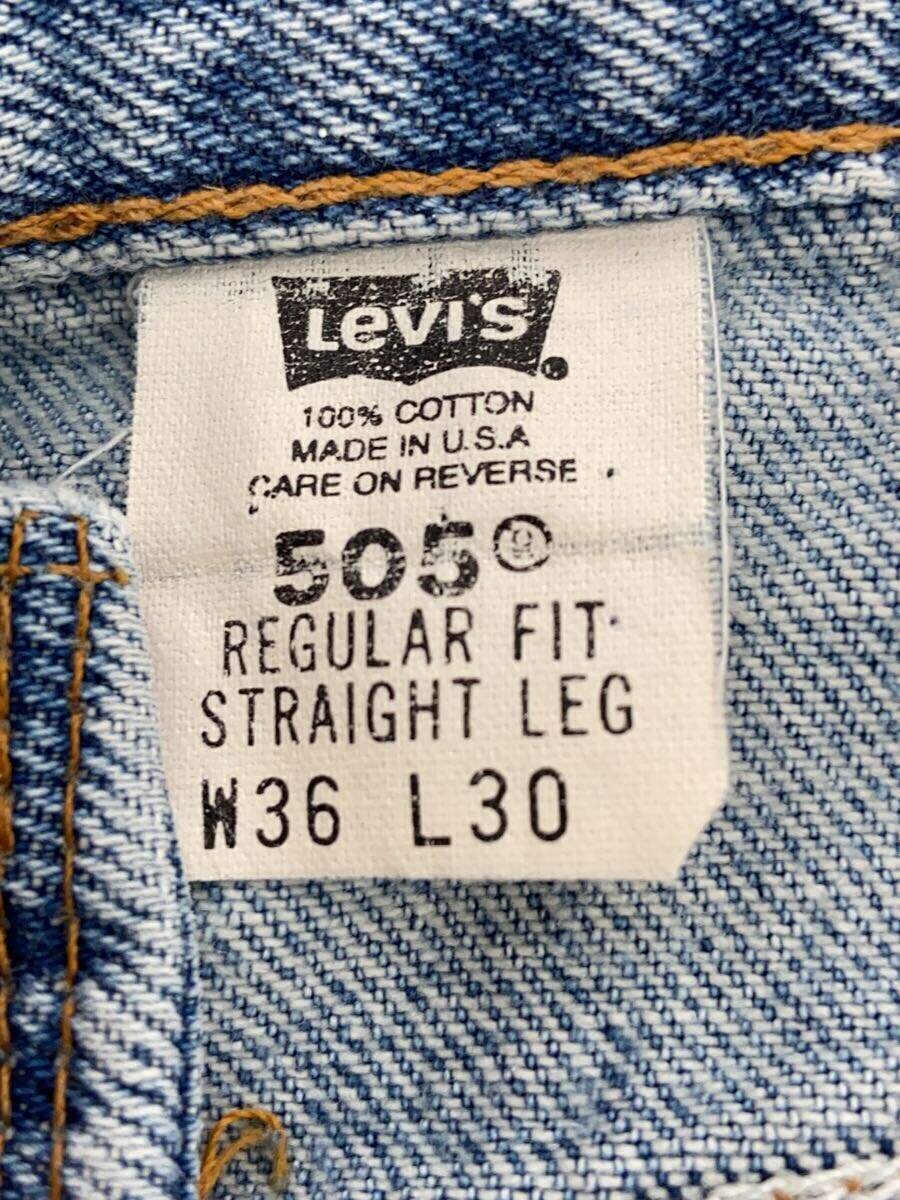 Levi's
100% COTTON
MADE IN U.S.A
CARE ON REVERSE
505®
REGULAR FIT
STRAIGHT LEG
W36 L30